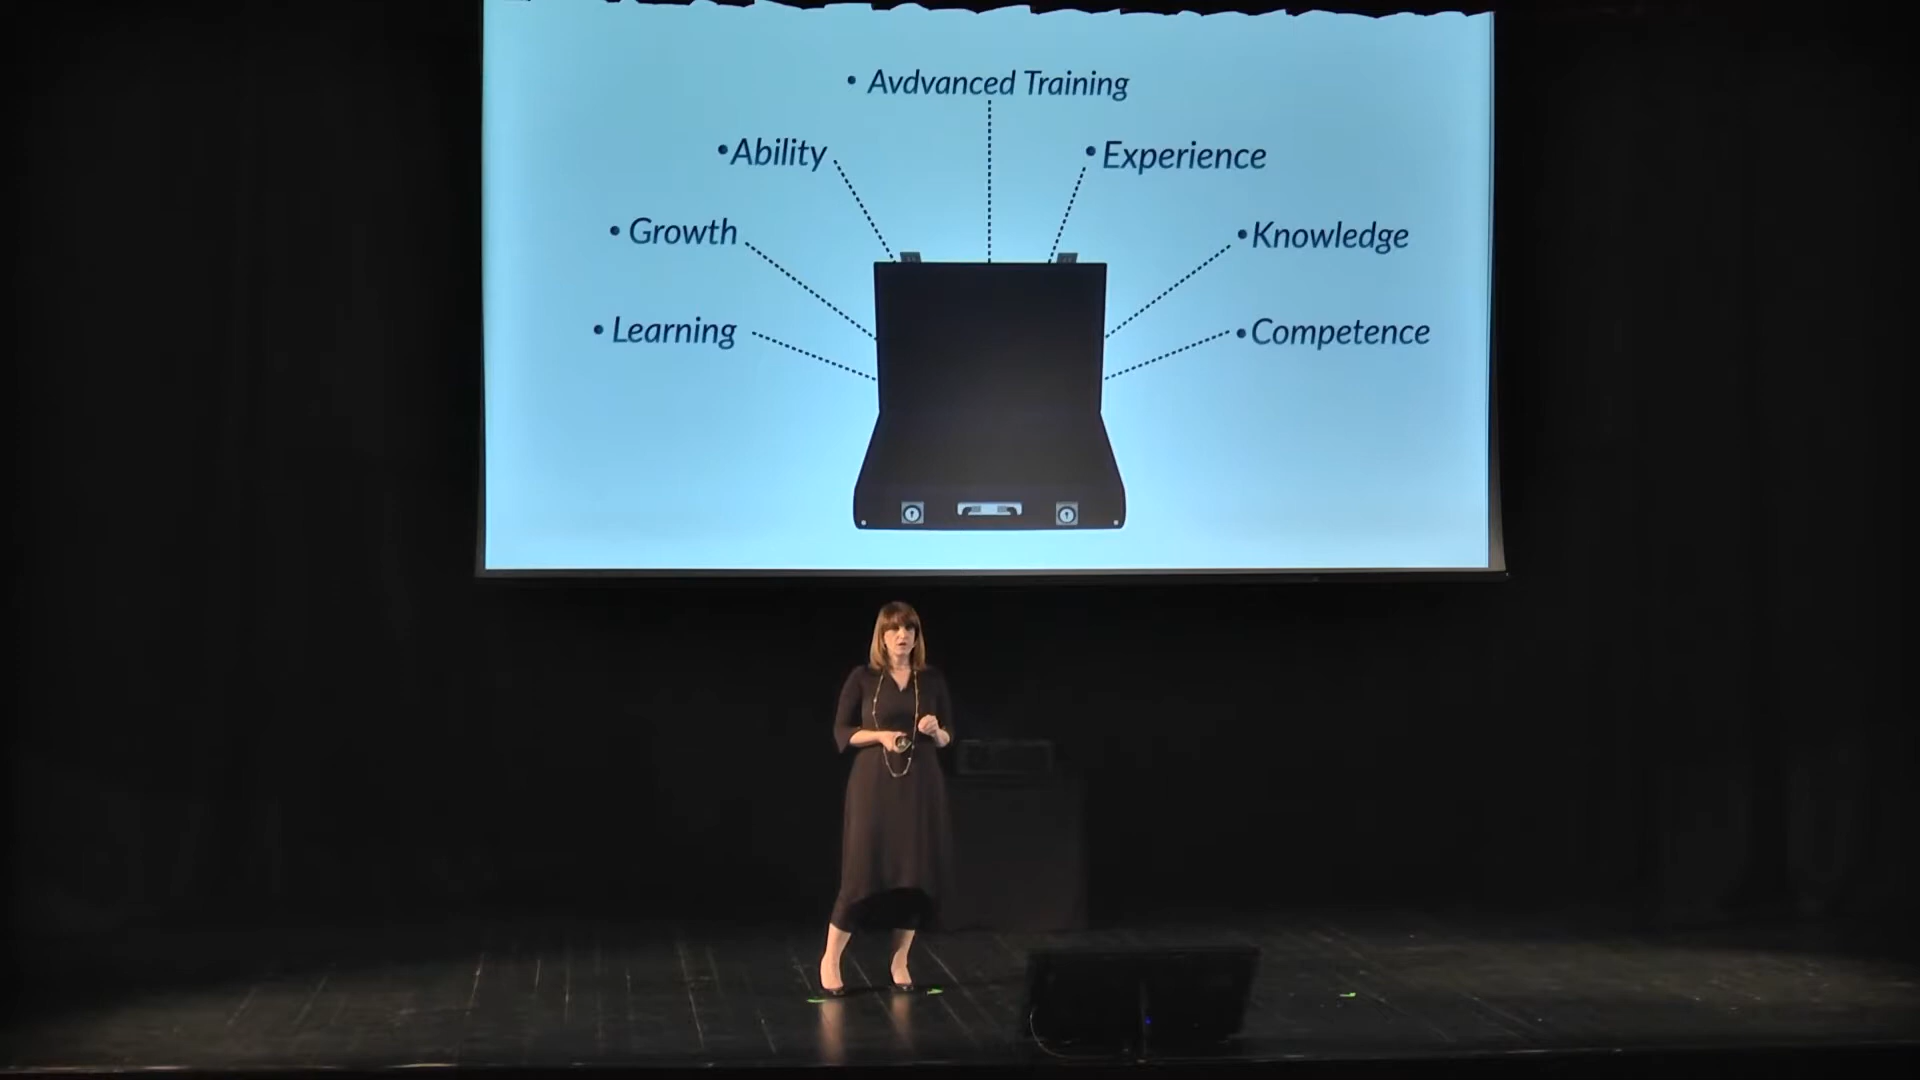 • Avdvanced Training
•Ability
• Experience
• Growth
•Knowledge
• Learning
•Competence